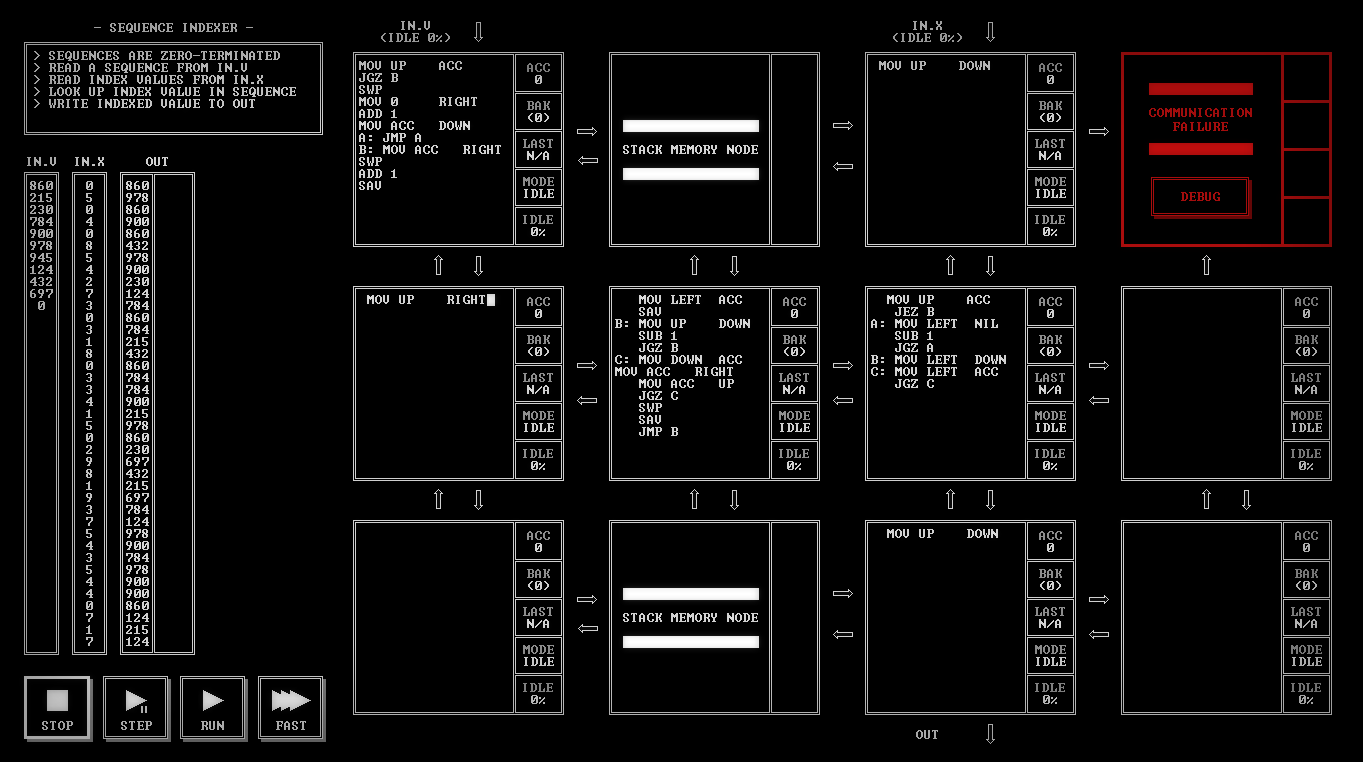 - SEQUENCE INDEXER -
> SEQUENCES ARE ZERO-TERMINATED
> READ A SEQUENCE FROM IN.V
> READ INDEX VALUES FROM IN.X
> LOOK UP INDEX VALUE IN SEQUENCE
> WRITE INDEXED VALUE TO OUT
IN.V IN.X OUT
860 0 860
215 5 978
230 0 860
784 4 900
900 0 860
978 8 432
945 5 978
124 4 900
432 2 230
697 7 124
0 3 784
0 860
3 784
1 215
8 432
0 860
3 784
3 784
4 900
1 215
5 978
0 860
2 230
9 697
8 432
1 215
9 697
3 784
7 124
5 978
4 900
3 784
5 978
4 900
4 900
0 860
7 124
1 215
7 124
STOP
STEP
RUN
FAST
IN.V
(IDLE 0%)
MOV UP ACC
JGZ B
SWP
MOV 0 RIGHT
ADD 1
MOV ACC DOWN
A: JMP A
B: MOV ACC RIGHT
SWP
ADD 1
SAV
ACC
0
BAK
(0)
LAST
N/A
MODE
IDLE
IDLE
0%
STACK MEMORY NODE
IN.X
(IDLE 0%)
MOV UP DOWN
ACC
0
BAK
(0)
LAST
N/A
MODE
IDLE
IDLE
0%
COMMUNICATION
FAILURE
DEBUG
MOV UP RIGHT
ACC
0
BAK
(0)
LAST
N/A
MODE
IDLE
IDLE
0%
MOV LEFT ACC
SAV
B: MOV UP DOWN
SUB 1
JGZ B
C: MOV DOWN ACC
MOV ACC RIGHT
MOV ACC UP
JGZ C
SWP
SAV
JMP B
ACC
0
BAK
(0)
LAST
N/A
MODE
IDLE
IDLE
0%
MOV UP ACC
JEZ B
A: MOV LEFT NIL
SUB 1
JGZ A
B: MOV LEFT DOWN
C: MOV LEFT ACC
JGZ C
ACC
0
BAK
(0)
LAST
N/A
MODE
IDLE
IDLE
0%
ACC
0
BAK
(0)
LAST
N/A
MODE
IDLE
IDLE
0%
ACC
0
BAK
(0)
LAST
N/A
MODE
IDLE
IDLE
0%
STACK MEMORY NODE
MOV UP DOWN
ACC
0
BAK
(0)
LAST
N/A
MODE
IDLE
IDLE
0%
ACC
0
BAK
(0)
LAST
N/A
MODE
IDLE
IDLE
0%
OUT